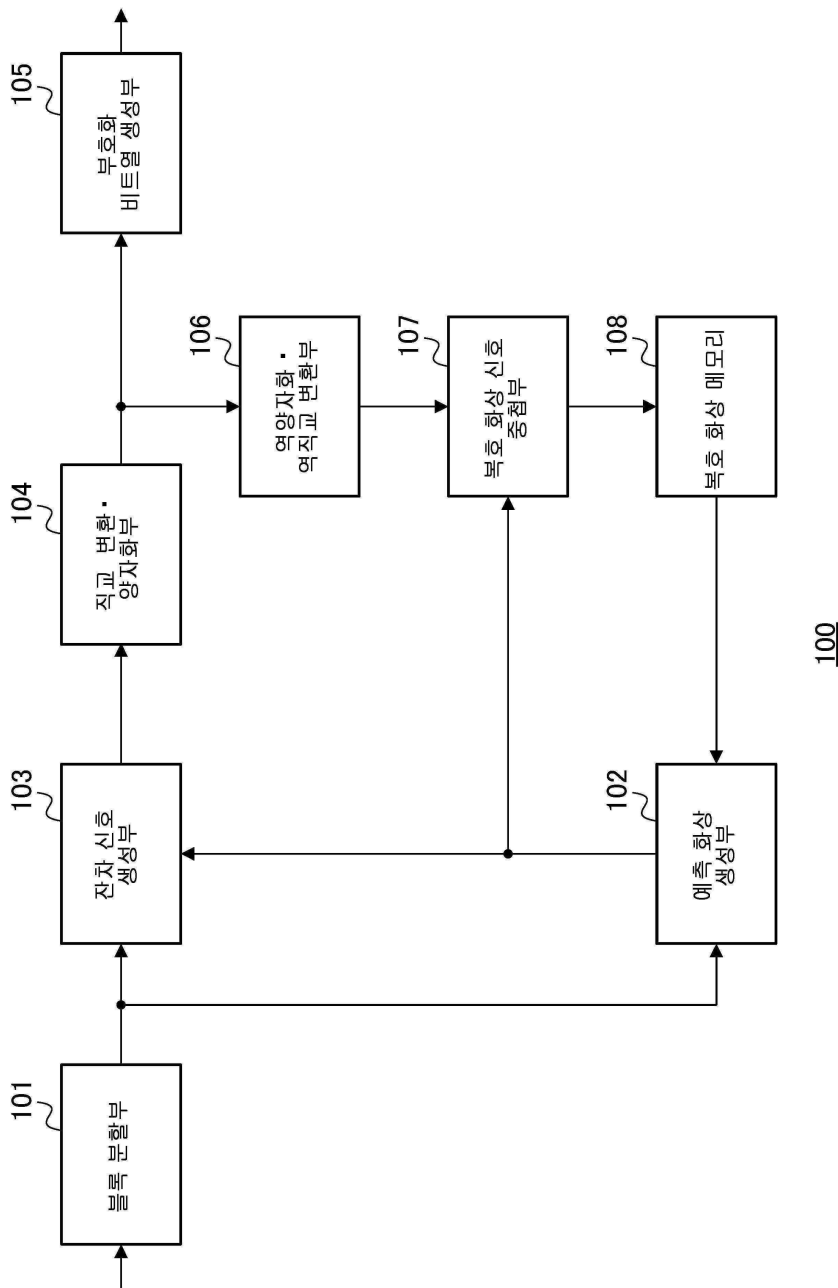 101
블록 분할부
103
잔차 신호
생성부
104
직교 변환·
양자화부
105
부호화
비트열 생성부
106
역양자화·
역직교 변환부
107
복호 화상 신호
중첩부
102
예측 화상
생성부
108
복호 화상 메모리
100